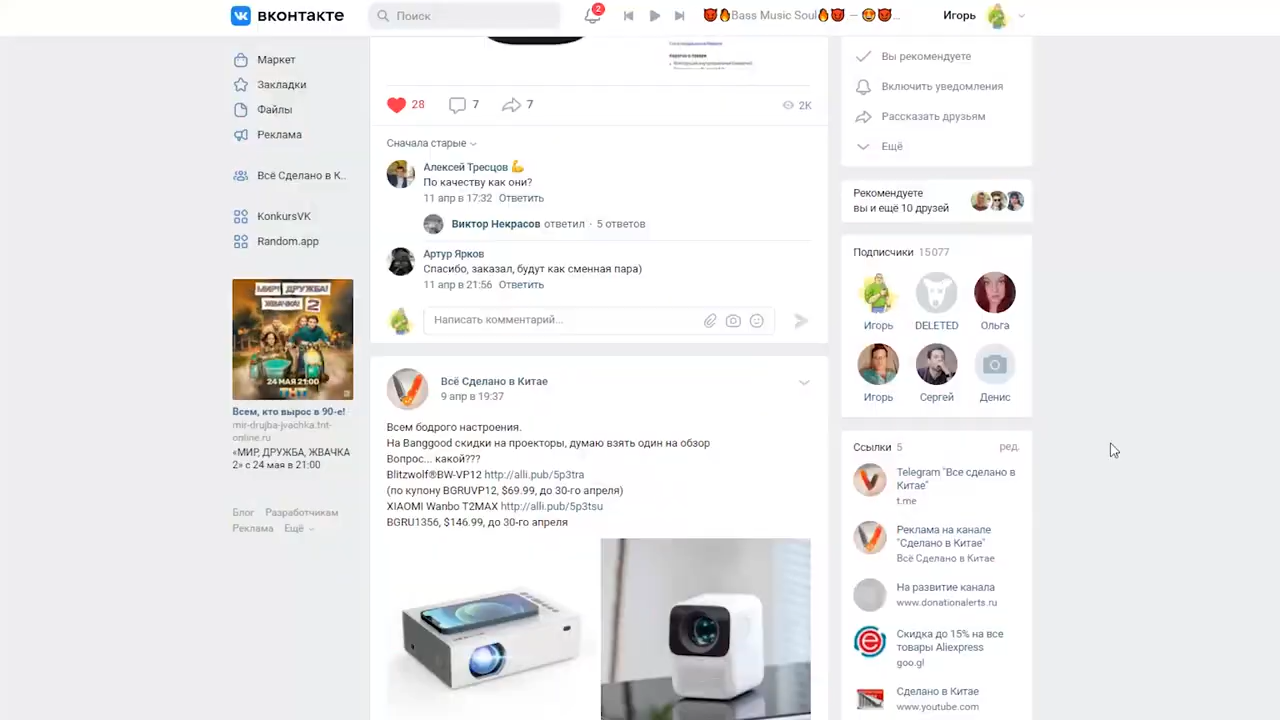 вконтакте
Поиск
2
Bass Music Soul
Игорь
Маркет
Закладки
Файлы
Реклама
Всё Сделано в К..
KonkursVK
Random.app
МИР! ДРУЖБА!
ЖВАЧКА! 2
24 МАЯ 21:00
Всем, кто вырос в 90-е!
mir-drujba-jvachka.tnt-
online.ru
«МИР, ДРУЖБА, ЖВАЧКА
2» с 24 мая в 21:00
Блог Разработчикам
Реклама Ещё
28 7 7 2K
Сначала старые
Алексей Тресцов 💪
По качеству как они?
11 апр в 17:32 Ответить
Виктор Некрасов ответил · 5 ответов
Артур Ярков
Спасибо, заказал, будут как сменная пара)
11 апр в 21:56 Ответить
Написать комментарий...
Всё Сделано в Китае
9 апр в 19:37
Всем бодрого настроения.
На Banggood скидки на проекторы, думаю взять один на обзор
Вопрос... какой???
Blitzwolf®BW-VP12 http://alli.pub/5p3tra
(по купону BGRUVP12, $69.99, до 30-го апреля)
XIAOMI Wanbo T2MAX http://alli.pub/5p3tsu
BGRU1356, $146.99, до 30-го апреля
Вы рекомендуете
Включить уведомления
Рассказать друзьям
Ещё
Рекомендуете
вы и ещё 10 друзей
Подписчики 15 077
Игорь DELETED Ольга
Игорь Сергей Денис
Ссылки 5 ред.
Telegram "Все сделано в
Китае"
t.me
Реклама на канале
"Сделано в Китае"
Всё Сделано в Китае
На развитие канала
www.donationalerts.ru
Скидка до 15% на все
товары Aliexpress
goo.gl
Сделано в Китае
www.youtube.com